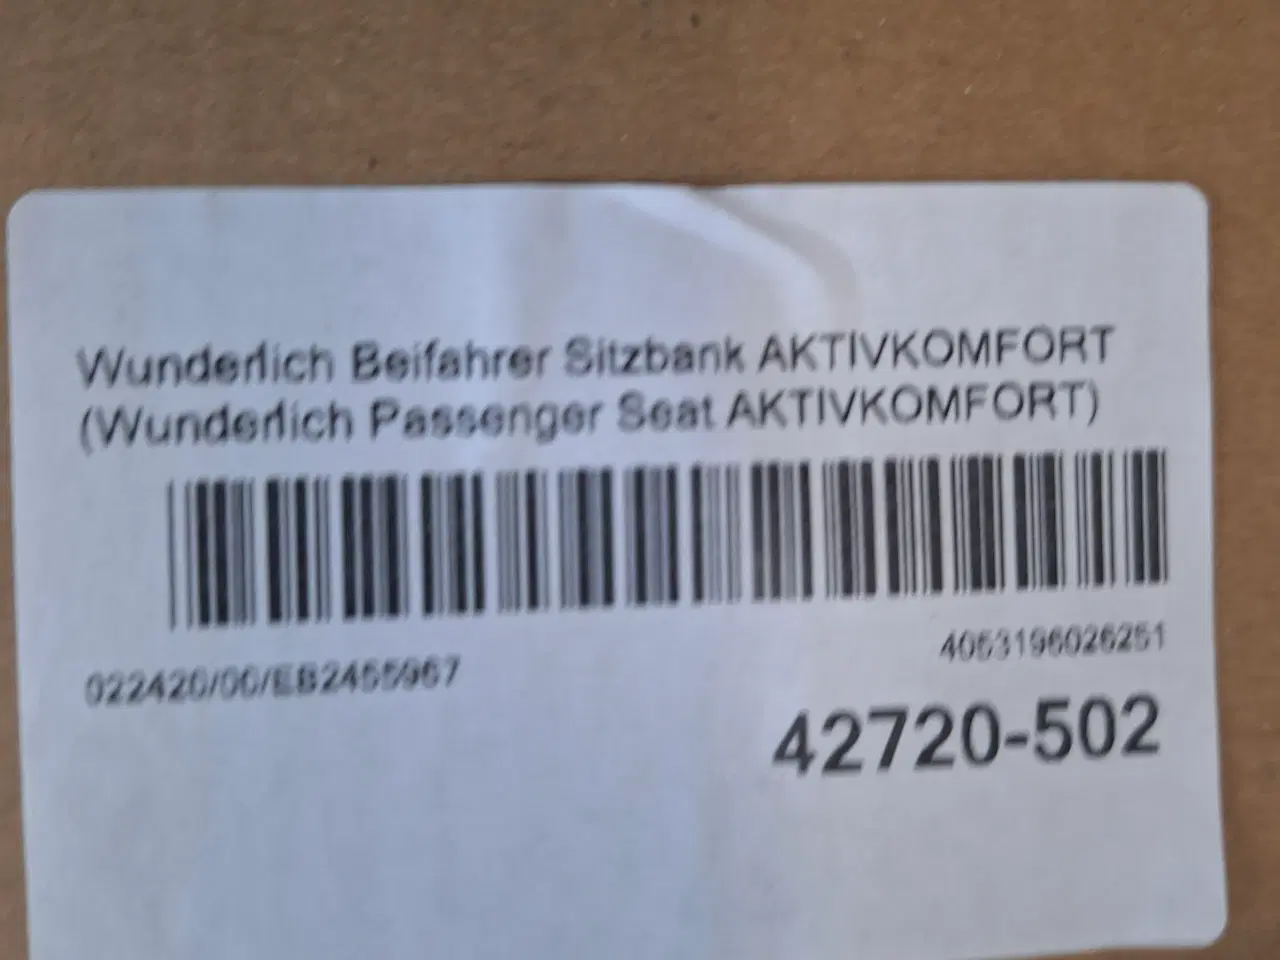 Wunderlich Beifahrer Sitzbank AKTIVKOMFORT
(Wunderlich Passenger Seat AKTIVKOMFORT)
4053196026251
42720-502